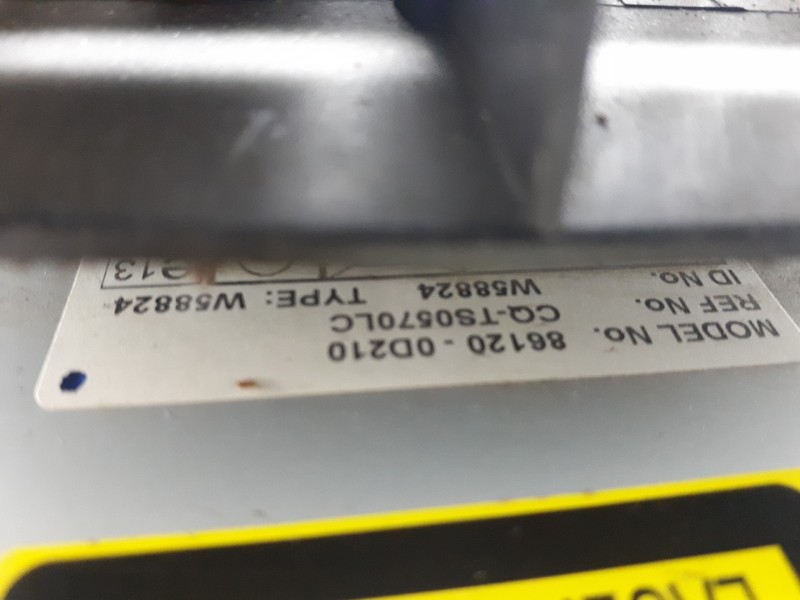 MODEL No. 86120 - 0D210
REF No. CQ-TS0570LC
ID No. W58824 TYPE: W58824